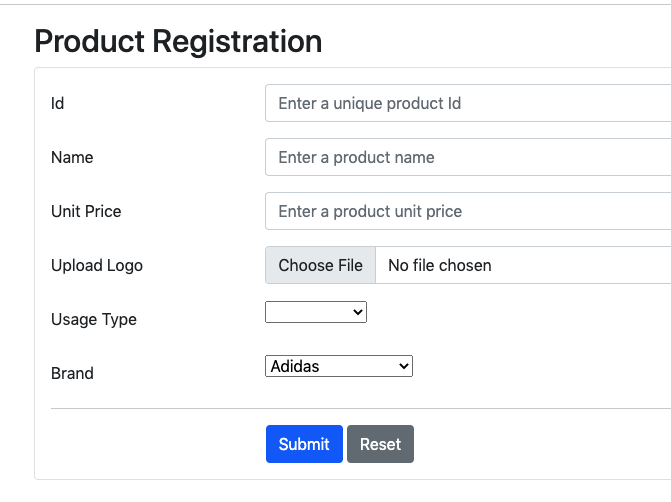 Product Registration
Id Enter a unique product Id
Name Enter a product name
Unit Price Enter a product unit price
Upload Logo Choose File No file chosen
Usage Type
Brand Adidas
Submit Reset